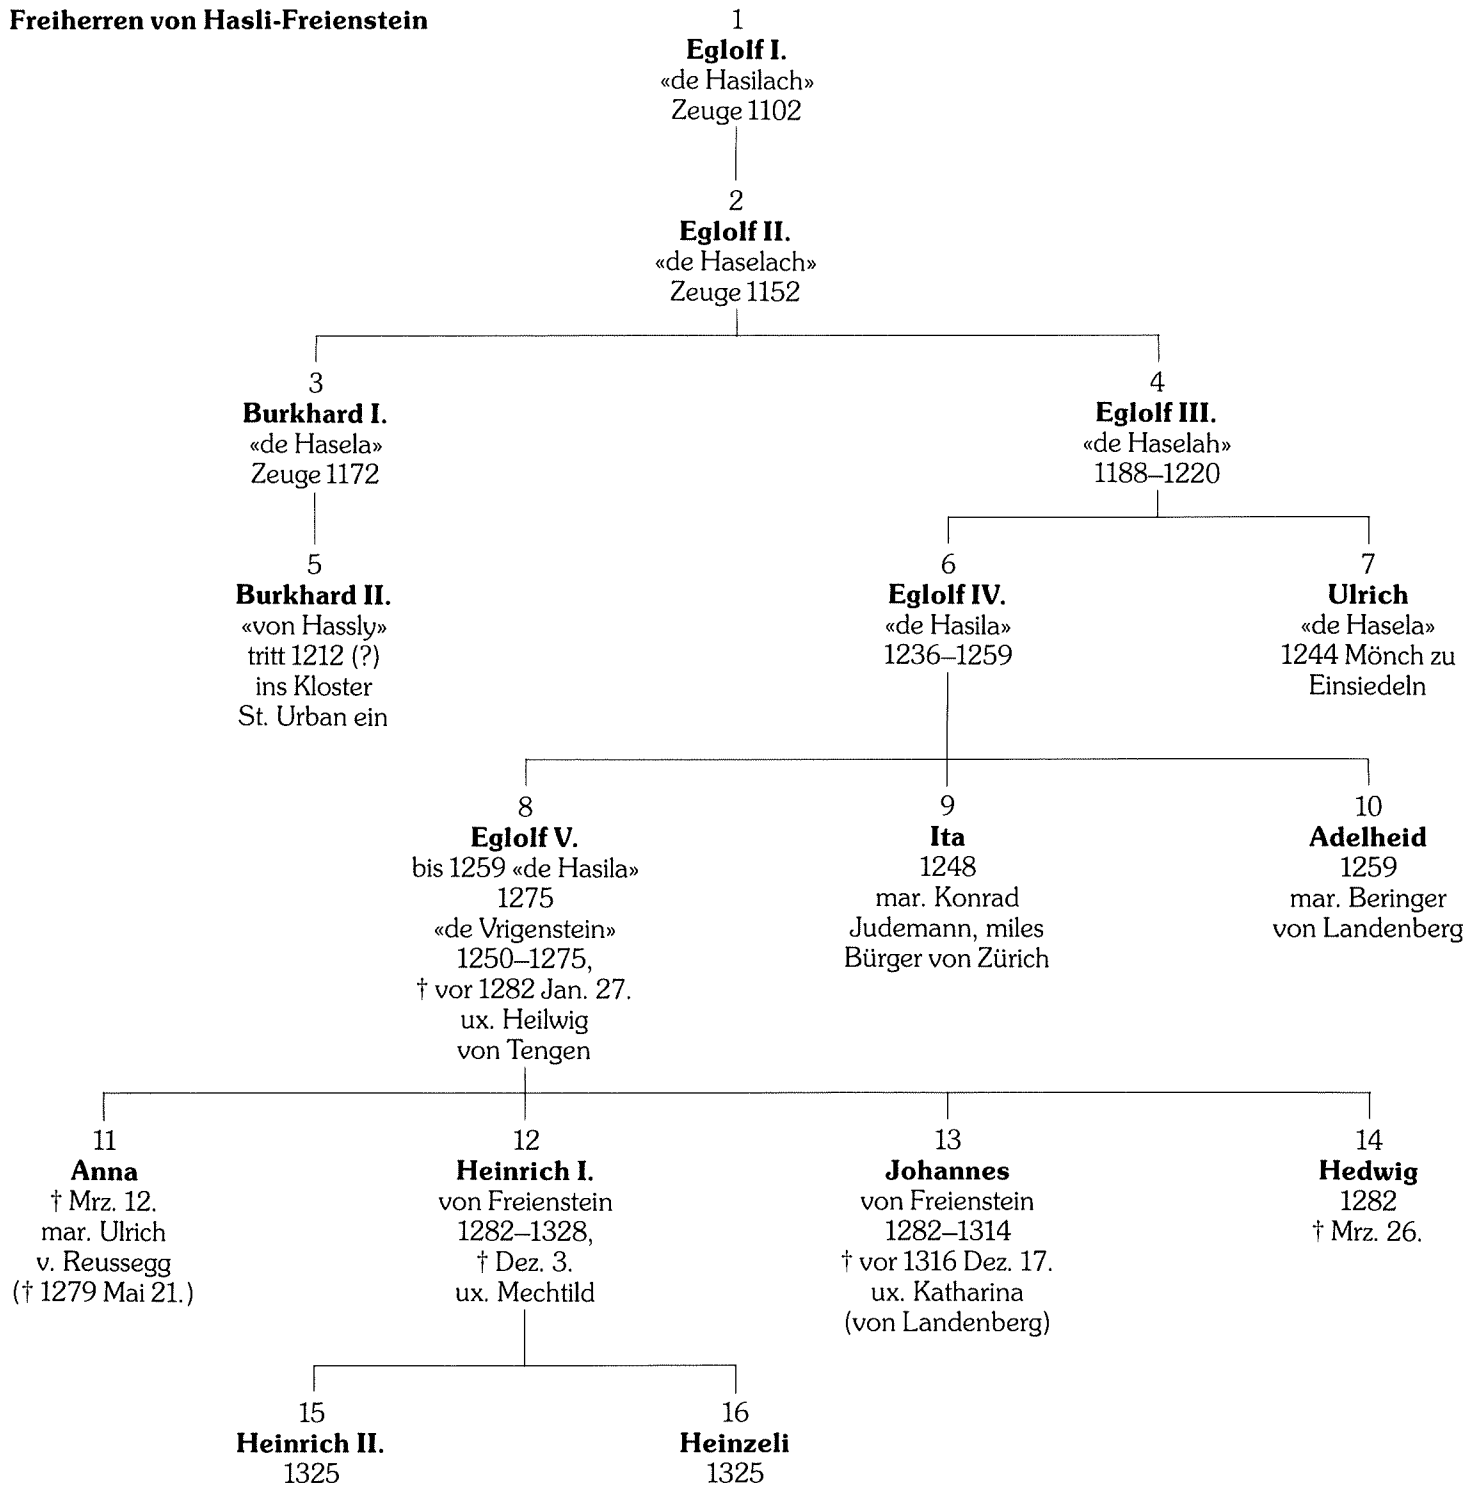 Freiherren von Hasli-Freienstein
1
Eglolf I.
«de Hasilach»
Zeuge 1102
2
Eglolf II.
«de Haselach»
Zeuge 1152
3
Burkhard I.
«de Hasela»
Zeuge 1172
4
Eglolf III.
«de Haselah»
1188–1220
5
Burkhard II.
«von Hassly»
tritt 1212 (?)
ins Kloster
St. Urban ein
6
Eglolf IV.
«de Hasila»
1236–1259
7
Ulrich
«de Hasela»
1244 Mönch zu
Einsiedeln
8
Eglolf V.
bis 1259 «de Hasila»
1275
«de Vrigenstein»
1250–1275,
† vor 1282 Jan. 27.
ux. Heilwig
von Tengen
9
Ita
1248
mar. Konrad
Judemann, miles
Bürger von Zürich
10
Adelheid
1259
mar. Beringer
von Landenberg
11
Anna
† Mrz. 12.
mar. Ulrich
v. Reussegg
(† 1279 Mai 21.)
12
Heinrich I.
von Freienstein
1282–1328,
† Dez. 3.
ux. Mechtild
13
Johannes
von Freienstein
1282–1314
† vor 1316 Dez. 17.
ux. Katharina
(von Landenberg)
14
Hedwig
1282
† Mrz. 26.
15
Heinrich II.
1325
16
Heinzeli
1325